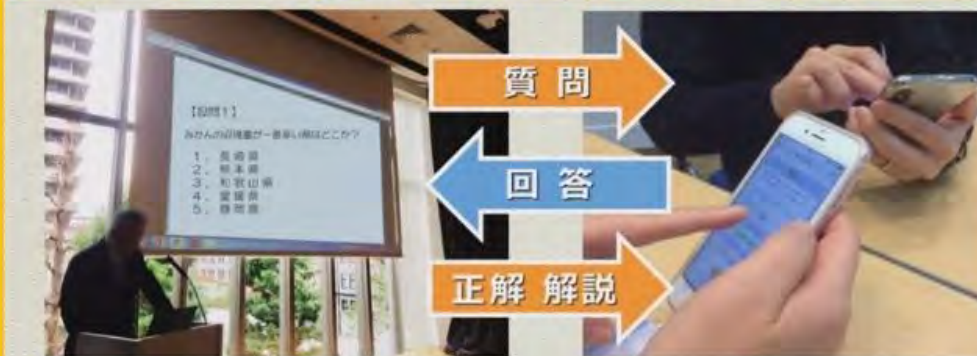 【設問1】
みかんの収穫量が一番多い県はどこか?
1. 長崎県
2. 熊本県
3. 和歌山県
4. 愛媛県
5. 静岡県
質問
回答
正解 解説